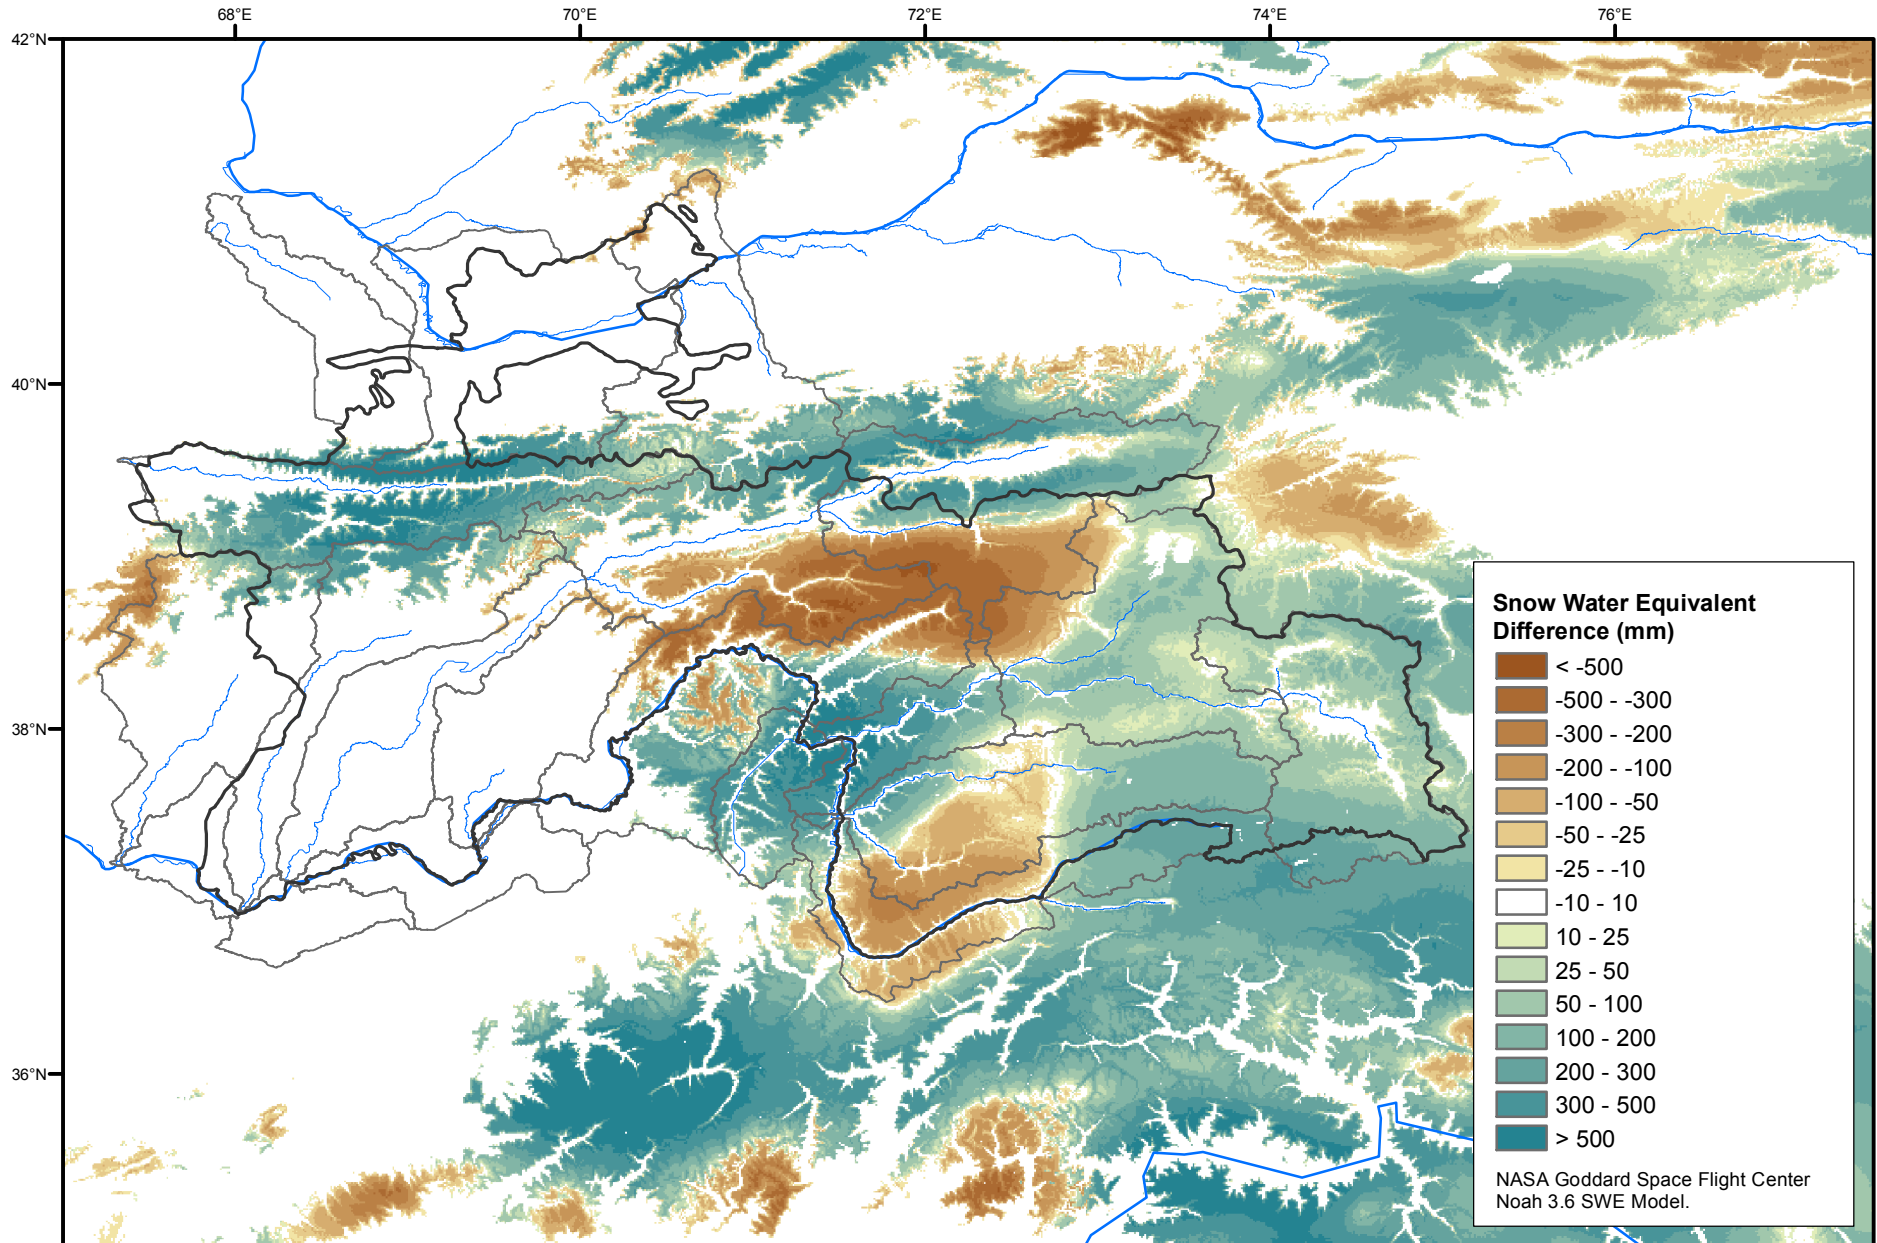 68°E
70°E
72°E
74°E
76°E
42°N
40°N
38°N
36°N
Snow Water Equivalent
Difference (mm)
< -500
-500 - -300
-300 - -200
-200 - -100
-100 - -50
-50 - -25
-25 - -10
-10 - 10
10 - 25
25 - 50
50 - 100
100 - 200
200 - 300
300 - 500
> 500
NASA Goddard Space Flight Center
Noah 3.6 SWE Model.